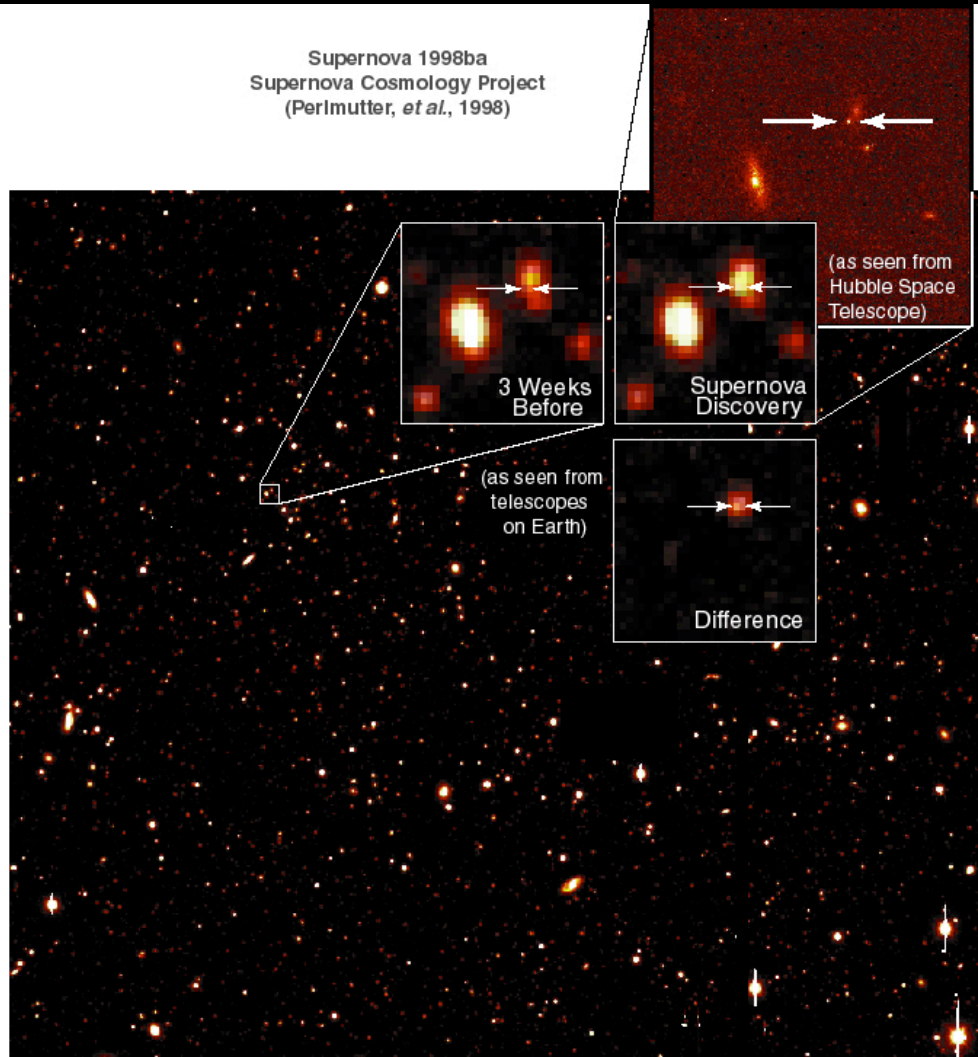 Supernova 1998ba
Supernova Cosmology Project
(Perlmutter, et al., 1998)
(as seen from
Hubble Space
Telescope)
3 Weeks
Before
Supernova
Discovery
(as seen from
telescopes
on Earth)
Difference